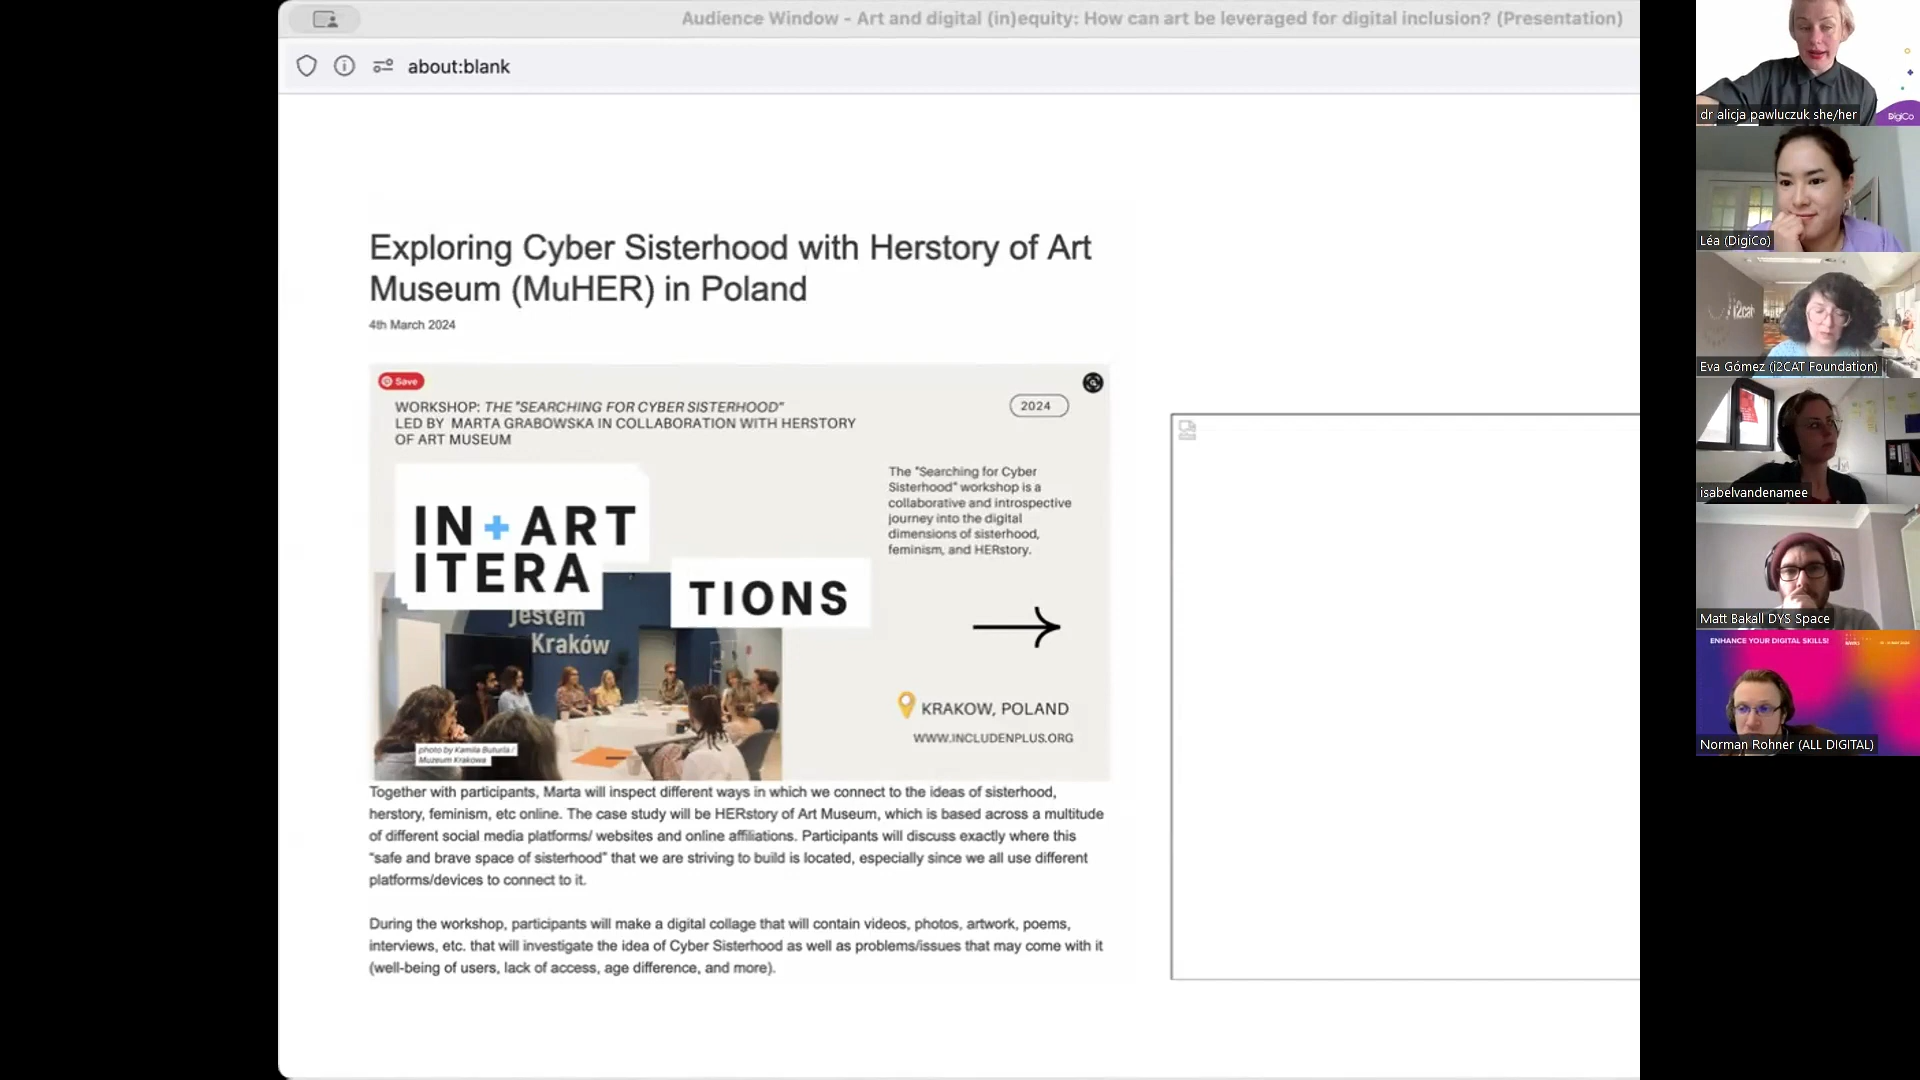 Audience Window - Art and digital (in)equity: How can art be leveraged for digital inclusion? (Presentation)
about:blank
Exploring Cyber Sisterhood with Herstory of Art
Museum (MuHER) in Poland
4th March 2024
Save
WORKSHOP: THE "SEARCHING FOR CYBER SISTERHOOD"
LED BY MARTA GRABOWSKA IN COLLABORATION WITH HERSTORY
OF ART MUSEUM
2024
The "Searching for Cyber
Sisterhood" workshop is a
collaborative and introspective
journey into the digital
dimensions of sisterhood,
feminism, and HERstory.
IN+ART
ITERA
TIONS
Jestem
Kraków
KRAKOW, POLAND
WWW.INCLUDENPLUS.ORG
photo by Kamila Buturla /
Muzeum Krakowa
Together with participants, Marta will inspect different ways in which we connect to the ideas of sisterhood,
herstory, feminism, etc online. The case study will be HERstory of Art Museum, which is based across a multitude
of different social media platforms/ websites and online affiliations. Participants will discuss exactly where this
"safe and brave space of sisterhood" that we are striving to build is located, especially since we all use different
platforms/devices to connect to it.
During the workshop, participants will make a digital collage that will contain videos, photos, artwork, poems,
interviews, etc. that will investigate the idea of Cyber Sisterhood as well as problems/issues that may come with it
(well-being of users, lack of access, age difference, and more).
dr alicja pawluczuk she/her
DigiCo
Léa (DigiCo)
i2cat
Eva Gómez (i2CAT Foundation)
isabelvandenamee
Matt Bakall DYS Space
ENHANCE YOUR DIGITAL SKILLS!
Norman Rohner (ALL DIGITAL)